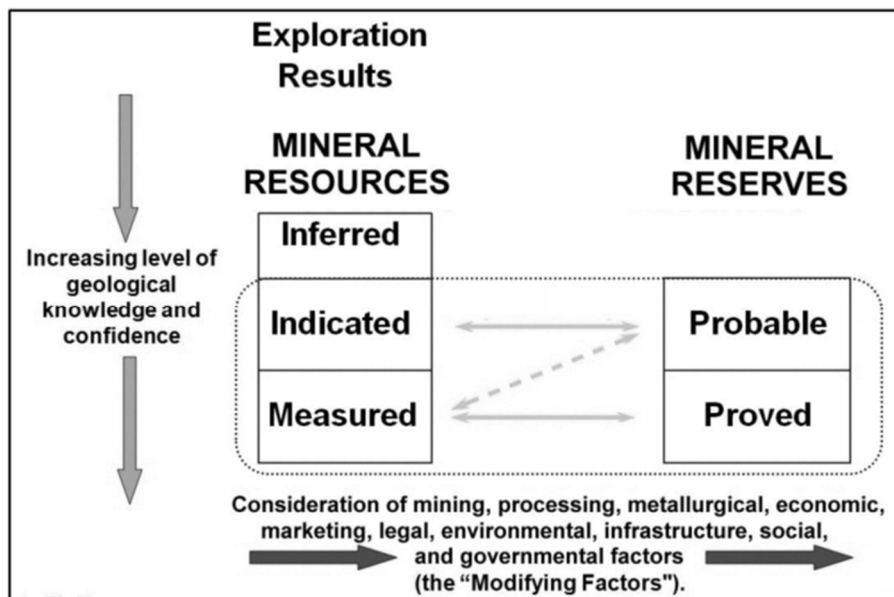 Exploration
Results
MINERAL
RESOURCES
MINERAL
RESERVES
Inferred
Increasing level of
geological
knowledge and
confidence
Indicated
Probable
Measured
Proved
Consideration of mining, processing, metallurgical, economic,
marketing, legal, environmental, infrastructure, social,
and governmental factors
(the “Modifying Factors").